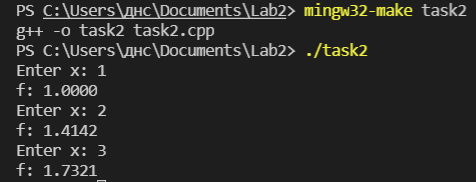 PS C:\Users\днс\Documents\Lab2> mingw32-make task2
g++ -o task2 task2.cpp
PS C:\Users\днс\Documents\Lab2> ./task2
Enter x: 1
f: 1.0000
Enter x: 2
f: 1.4142
Enter x: 3
f: 1.7321